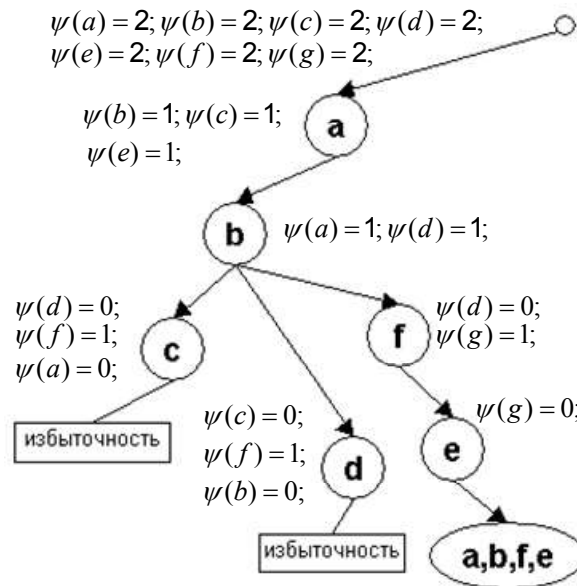 ψ(a) = 2; ψ(b) = 2; ψ(c) = 2; ψ(d) = 2;
ψ(e) = 2; ψ(f) = 2; ψ(g) = 2;
ψ(b) = 1; ψ(c) = 1;
ψ(e) = 1;
a
b
ψ(a) = 1; ψ(d) = 1;
ψ(d) = 0;
ψ(f) = 1;
ψ(a) = 0;
c
избыточность
ψ(c) = 0;
ψ(f) = 1;
ψ(b) = 0;
d
избыточность
f
ψ(d) = 0;
ψ(g) = 1;
ψ(g) = 0;
e
a,b,f,e